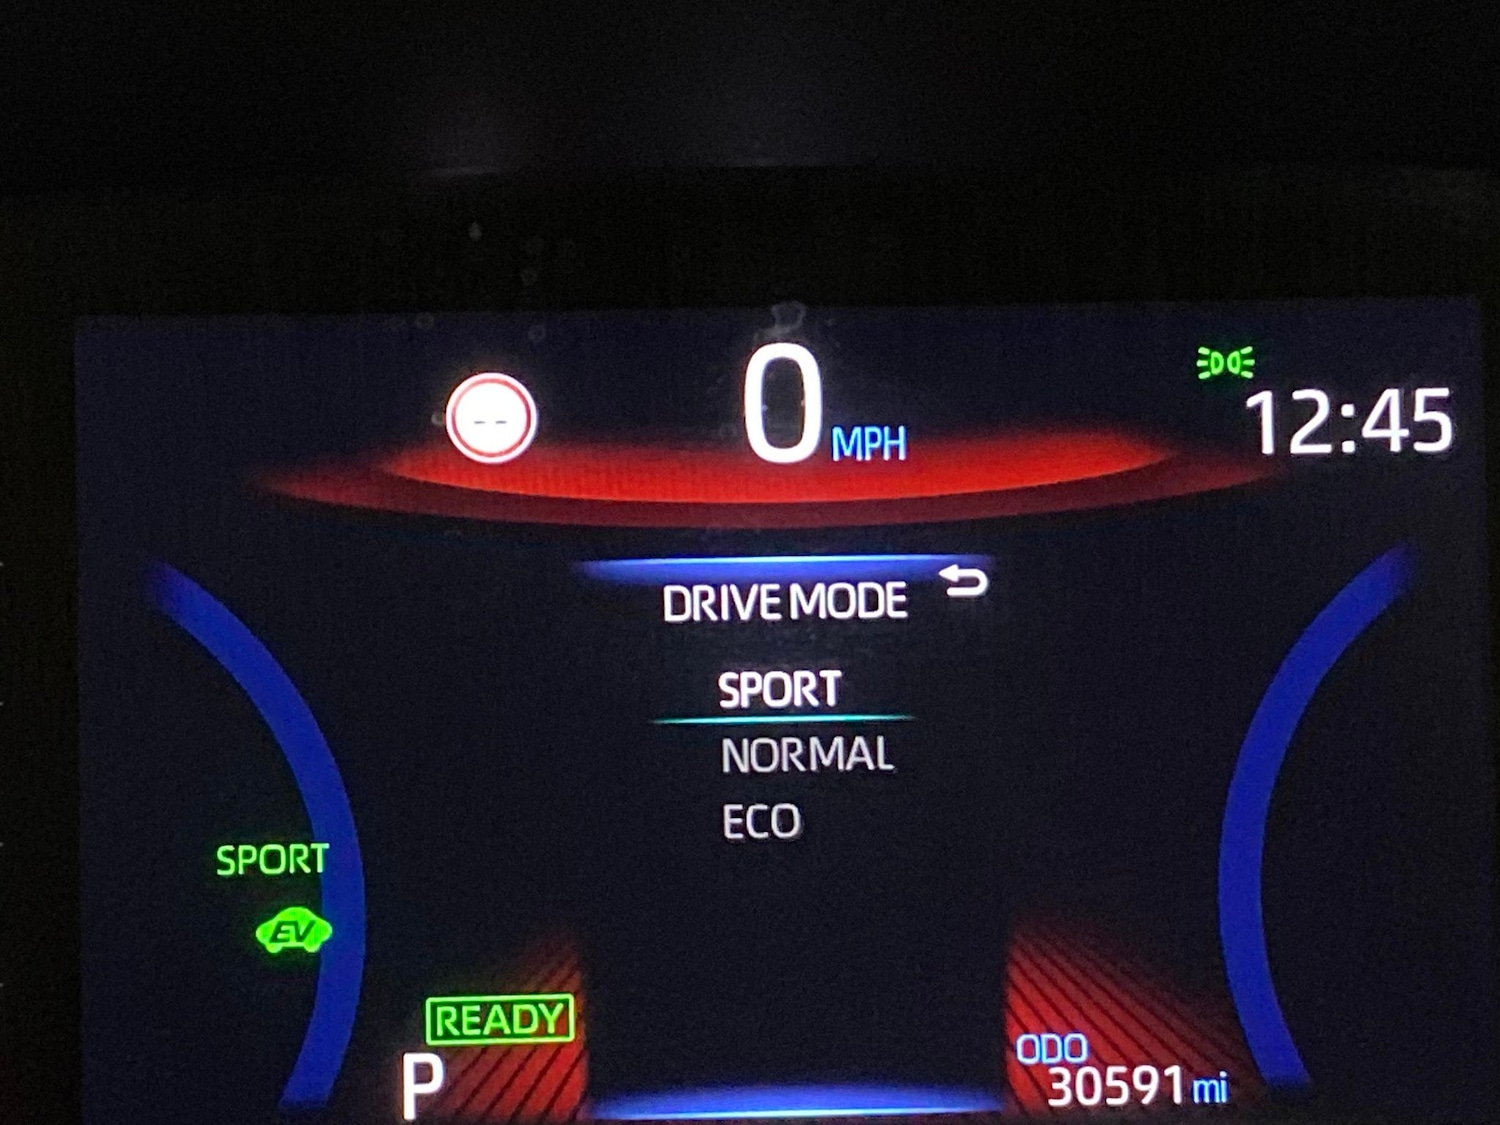 --
0 MPH
12:45
DRIVE MODE
SPORT
NORMAL
ECO
SPORT
EV
READY
P
ODO
30591 mi